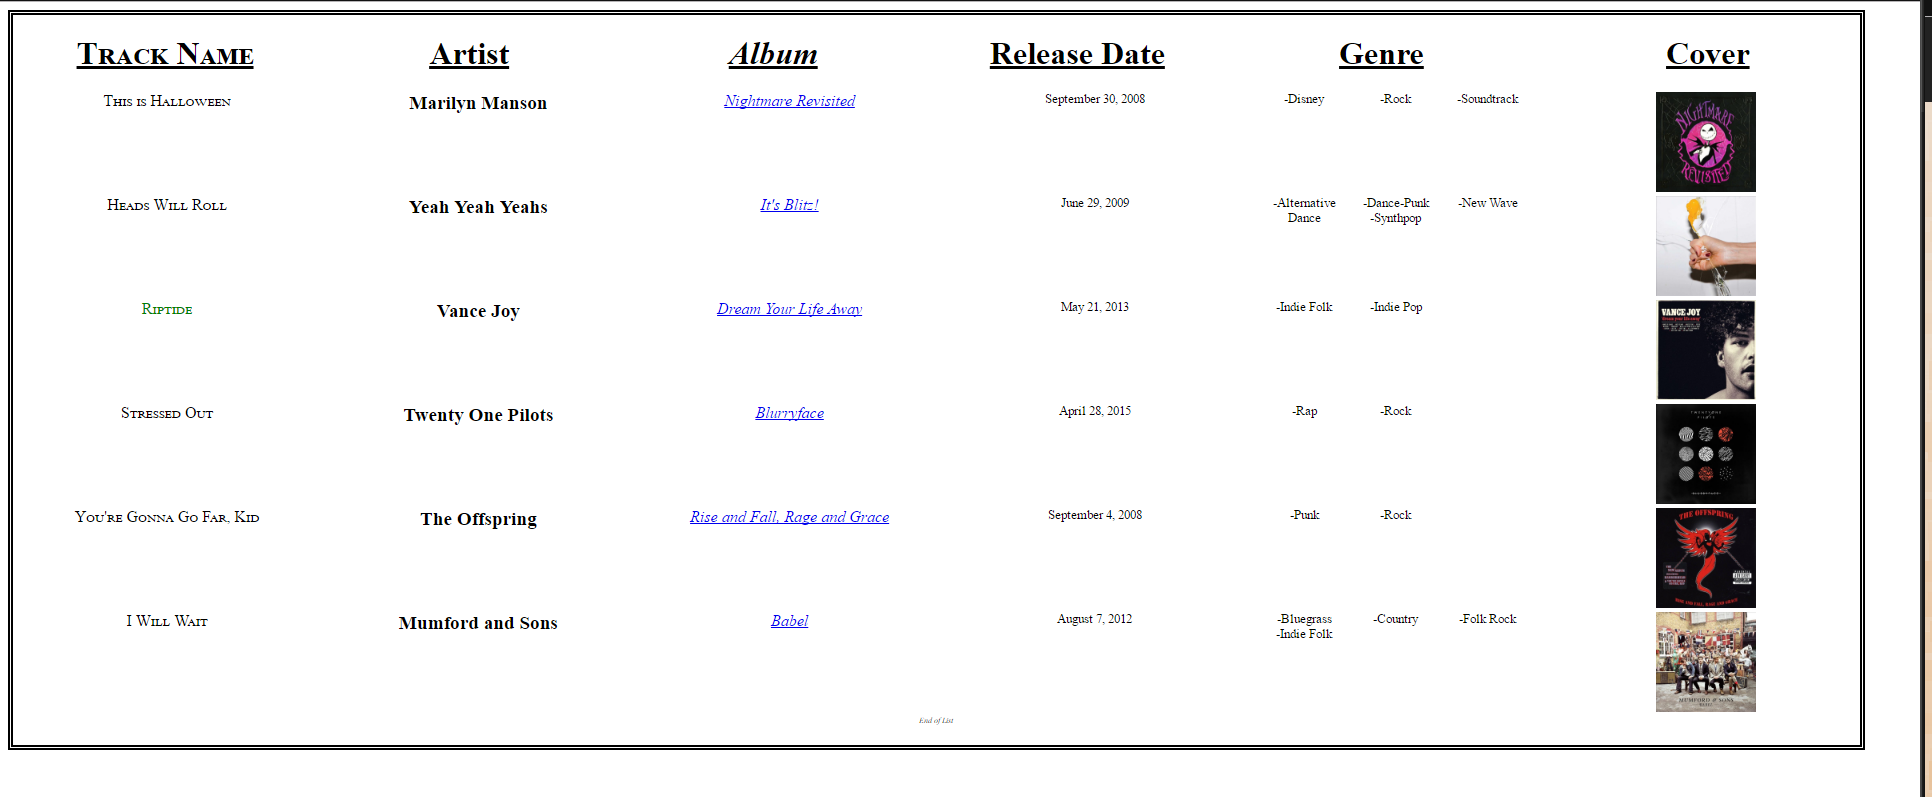 Track Name Artist Album Release Date Genre Cover
This is Halloween Marilyn Manson Nightmare Revisited September 30, 2008 -Disney -Rock -Soundtrack
NIGHTMARE
REVISITED
Heads Will Roll Yeah Yeah Yeahs It's Blitz! June 29, 2009 -Alternative -Dance-Punk -New Wave
Dance -Synthpop
Riptide Vance Joy Dream Your Life Away May 21, 2013 -Indie Folk -Indie Pop
VANCE JOY
Stressed Out Twenty One Pilots Blurryface April 28, 2015 -Rap -Rock
You're Gonna Go Far, Kid The Offspring Rise and Fall, Rage and Grace September 4, 2008 -Punk -Rock
THE OFFSPRING
I Will Wait Mumford and Sons Babel August 7, 2012 -Bluegrass -Country -Folk Rock
-Indie Folk
MUMFORD & SONS
End of List